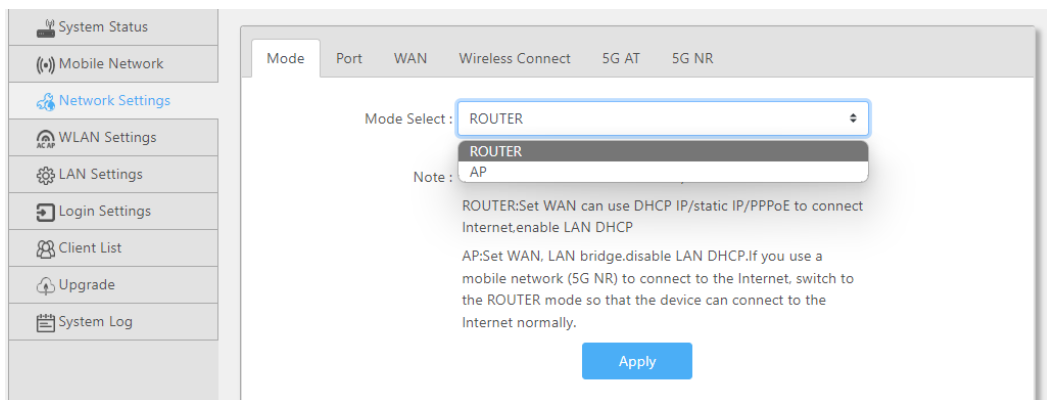 System Status
Mobile Network
Network Settings
AC AP
WLAN Settings
LAN Settings
Login Settings
Client List
Upgrade
System Log
Mode Port WAN Wireless Connect 5G AT 5G NR
Mode Select : ROUTER
ROUTER
AP
Note :
ROUTER:Set WAN can use DHCP IP/static IP/PPPoE to connect
Internet,enable LAN DHCP
AP:Set WAN, LAN bridge.disable LAN DHCP.If you use a
mobile network (5G NR) to connect to the Internet, switch to
the ROUTER mode so that the device can connect to the
Internet normally.
Apply